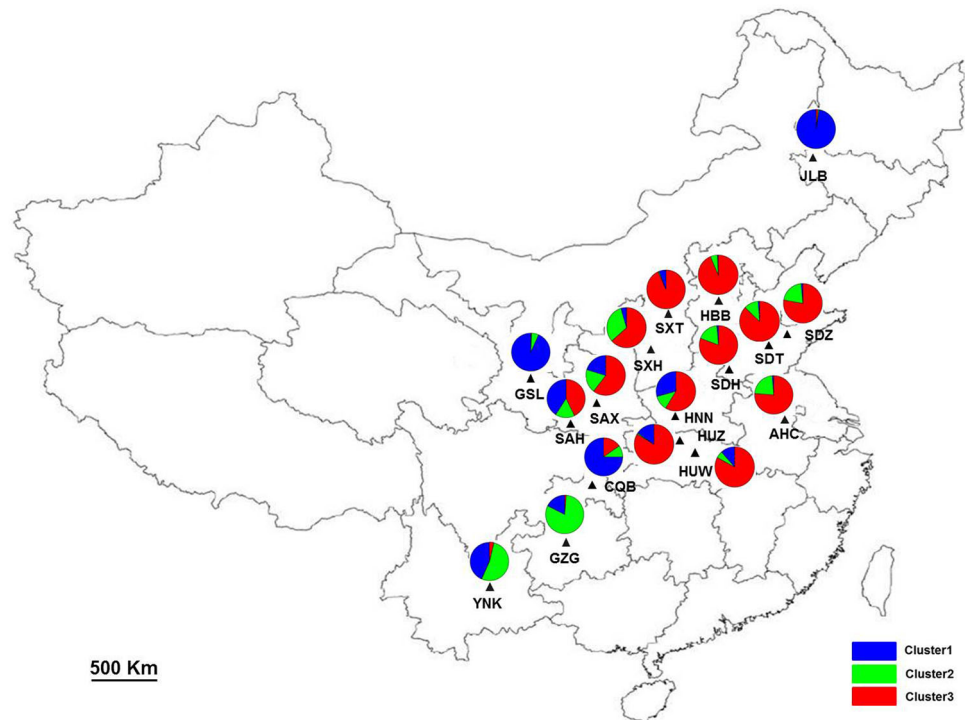 JLB
SXT
HBB
SDZ
SXH
SDT
SDH
GSL
SAX
HNN
SAH
AHC
HUZ
HUW
CQB
GZG
YNK
500 Km
Cluster1
Cluster2
Cluster3